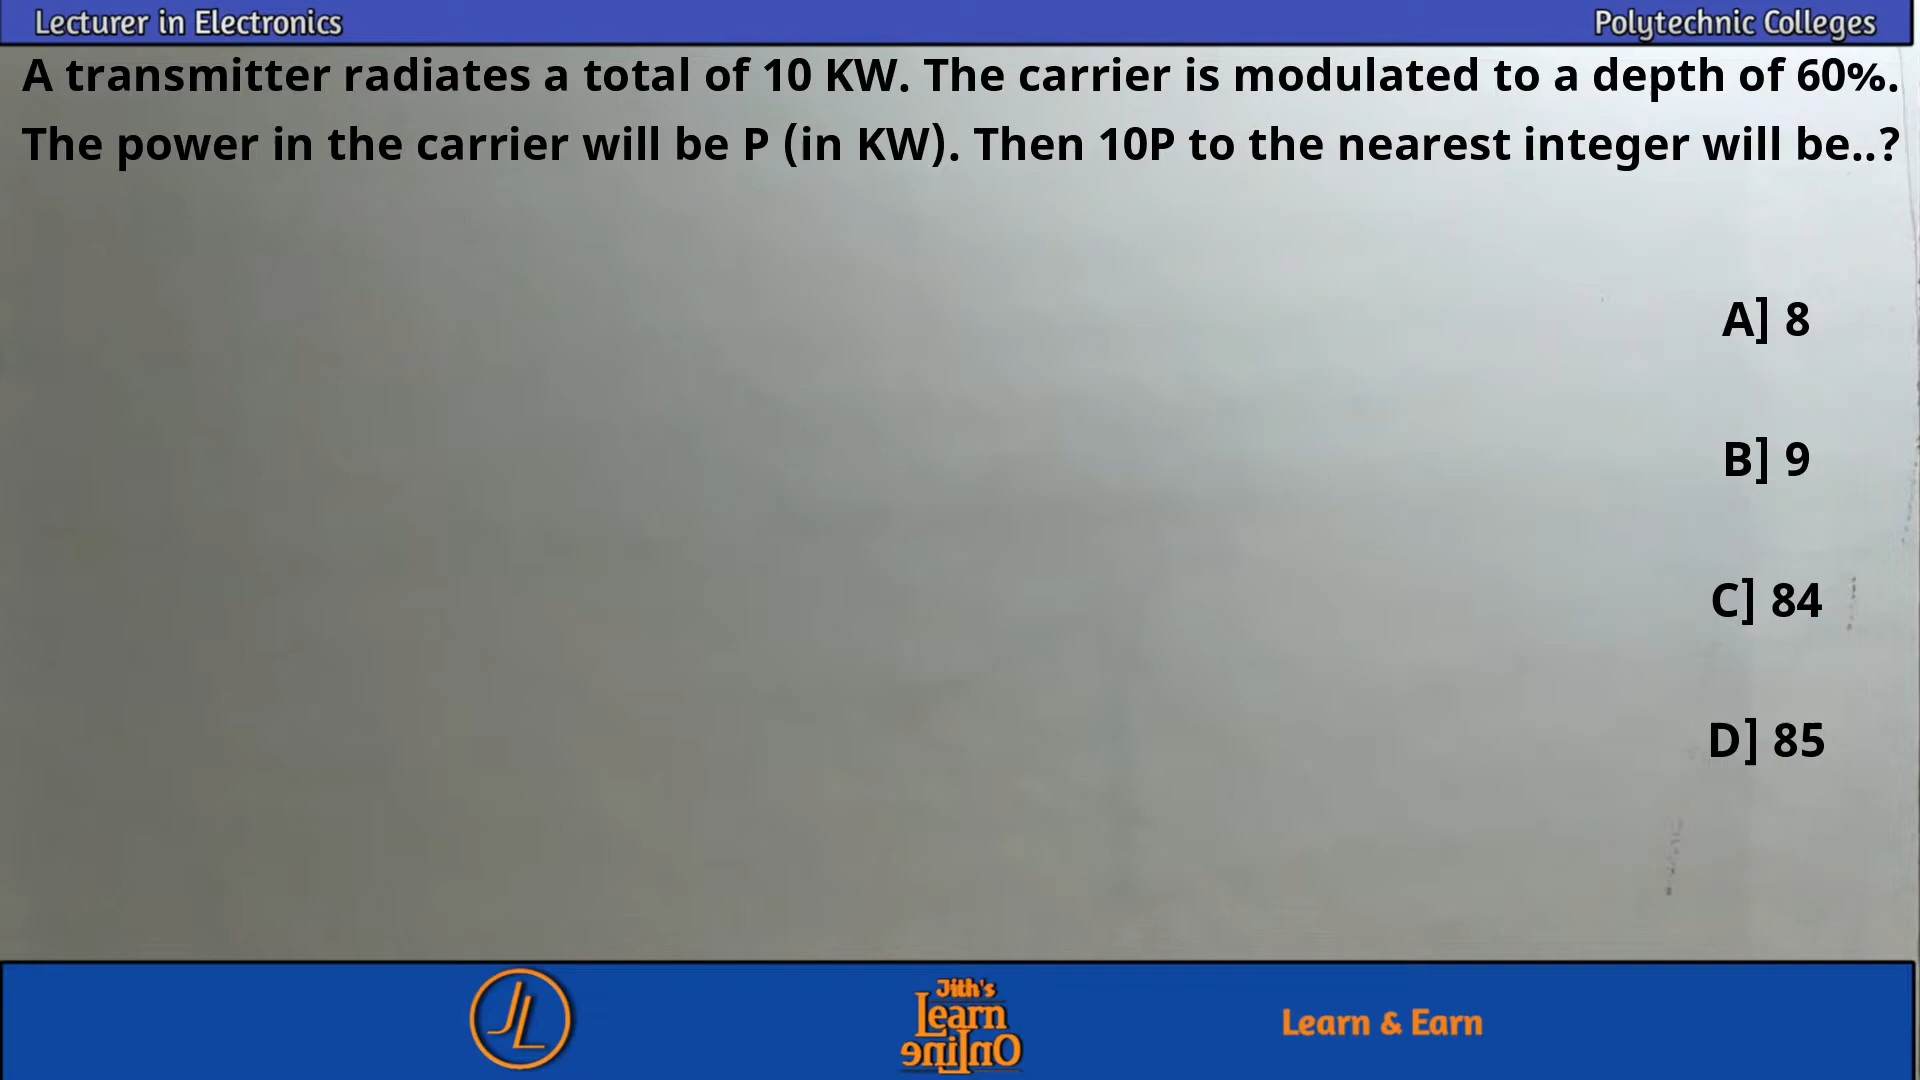 Lecturer in Electronics
Polytechnic Colleges
A transmitter radiates a total of 10 KW. The carrier is modulated to a depth of 60%.
The power in the carrier will be P (in KW). Then 10P to the nearest integer will be..?
A] 8
B] 9
C] 84
D] 85
JL
Jith's
Learn
OnLine
Learn & Earn